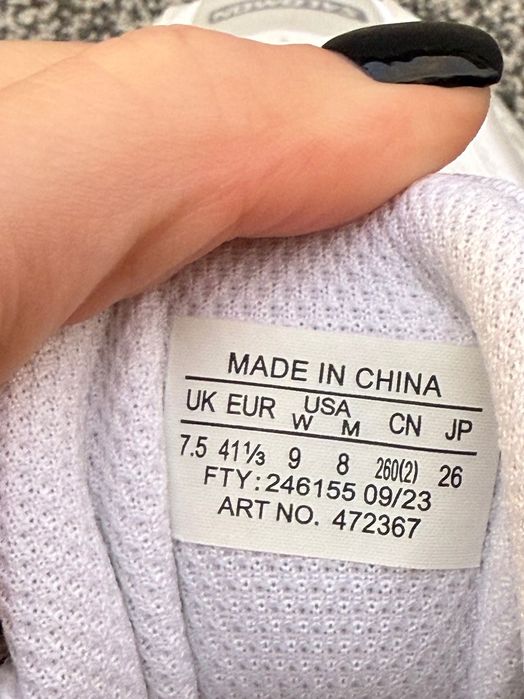 MADE IN CHINA
UK EUR USA CN JP
W M
7.5 41⅓ 9 8 260(2) 26
FTY: 246155 09/23
ART NO. 472367